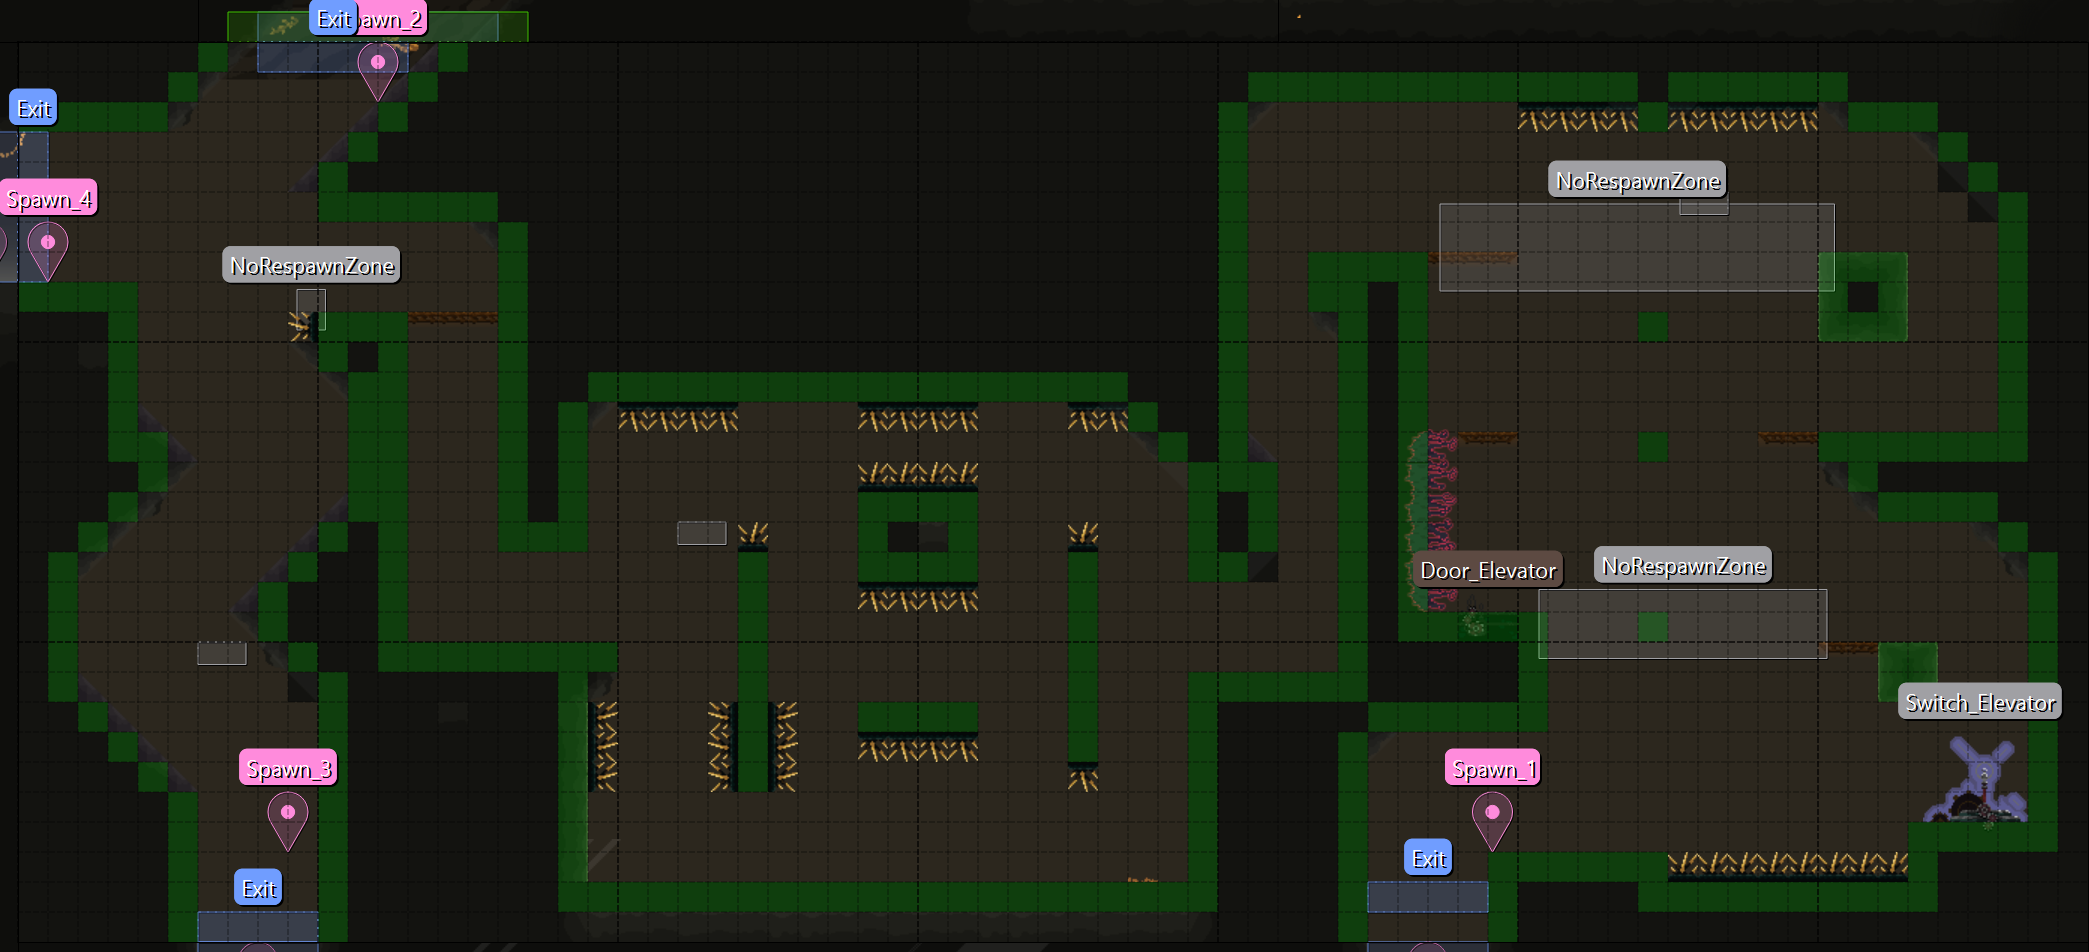 Exit
awn_2
Exit
Spawn_4
NoRespawnZone
NoRespawnZone
Door_Elevator
NoRespawnZone
Switch_Elevator
Spawn_3
Spawn_1
Exit
Exit